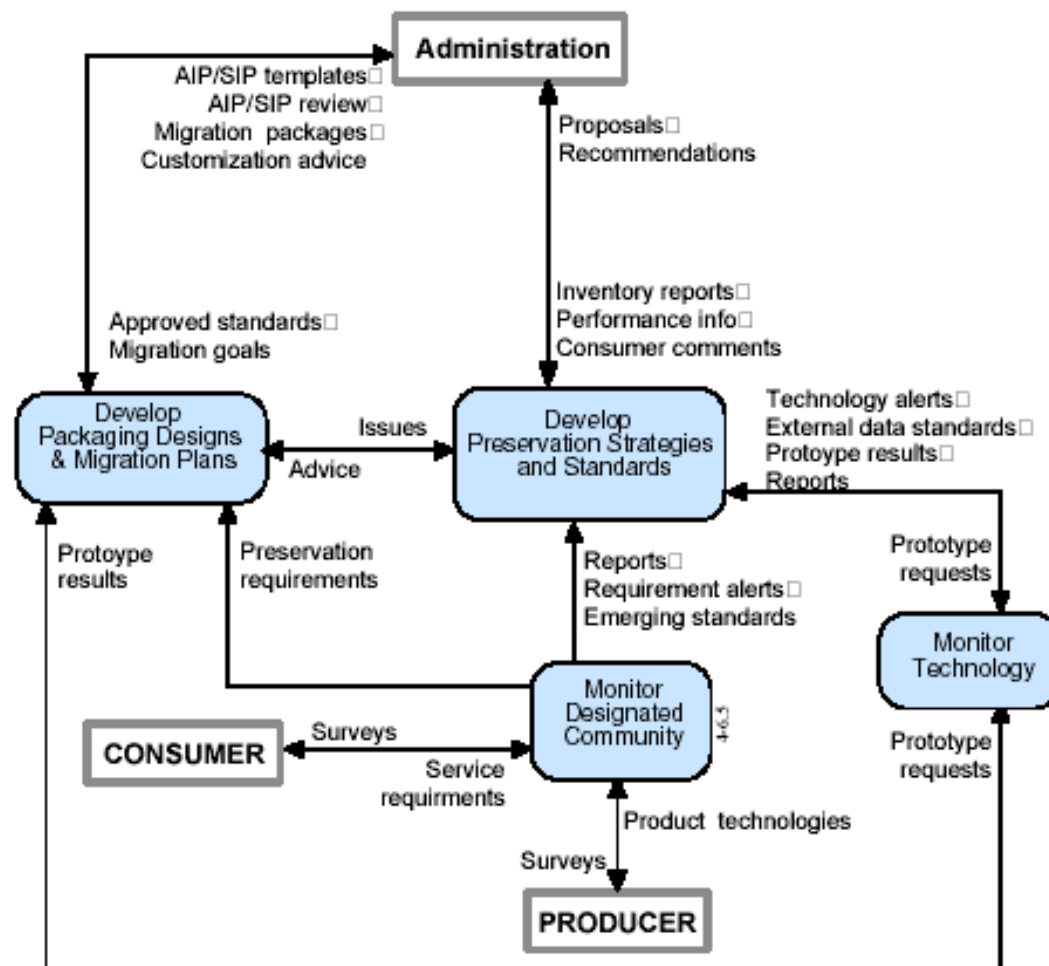 Administration
AIP/SIP templates□
AIP/SIP review□
Migration packages□
Customization advice
Proposals□
Recommendations
Approved standards□
Migration goals
Inventory reports□
Performance info□
Consumer comments
Develop
Packaging Designs
& Migration Plans
Issues
Advice
Develop
Preservation Strategies
and Standards
Technology alerts□
External data standards□
Protoype results□
Reports
Protoype
results
Preservation
requirements
Reports□
Requirement alerts□
Emerging standards
Prototype
requests
Monitor
Technology
Monitor
Designated
Community
4-6.5
CONSUMER
Surveys
Service
requirments
Prototype
requests
Product technologies
Surveys
PRODUCER